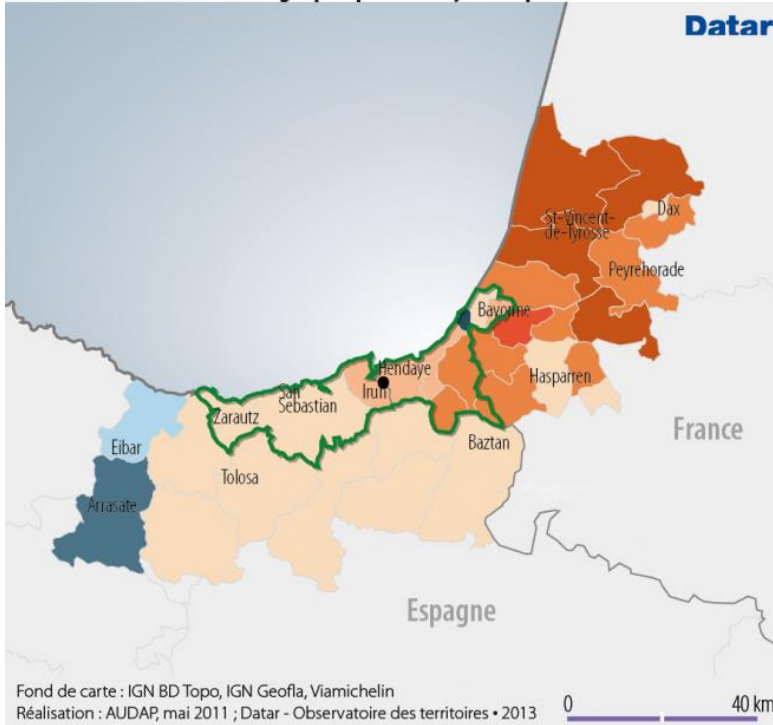 Datar
St-Vincent-
de-Tyrosse
Dax
Peyrehorade
Bayonne
Hendaye
Irun
San
Sebastian
Zarautz
Hasparren
Eibar
Baztan
France
Tolosa
Arrasate
Espagne
Fond de carte : IGN BD Topo, IGN Geofla, Viamichelin
Réalisation : AUDAP, mai 2011 ; Datar - Observatoire des territoires • 2013
0 40 km